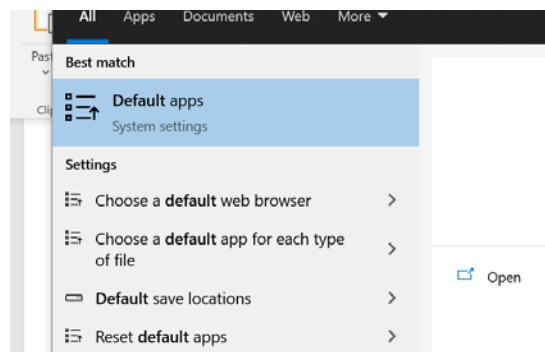 All Apps Documents Web More
Past
Best match
Default apps
System settings
Settings
Choose a default web browser
Choose a default app for each type
of file
Default save locations
Reset default apps
Open